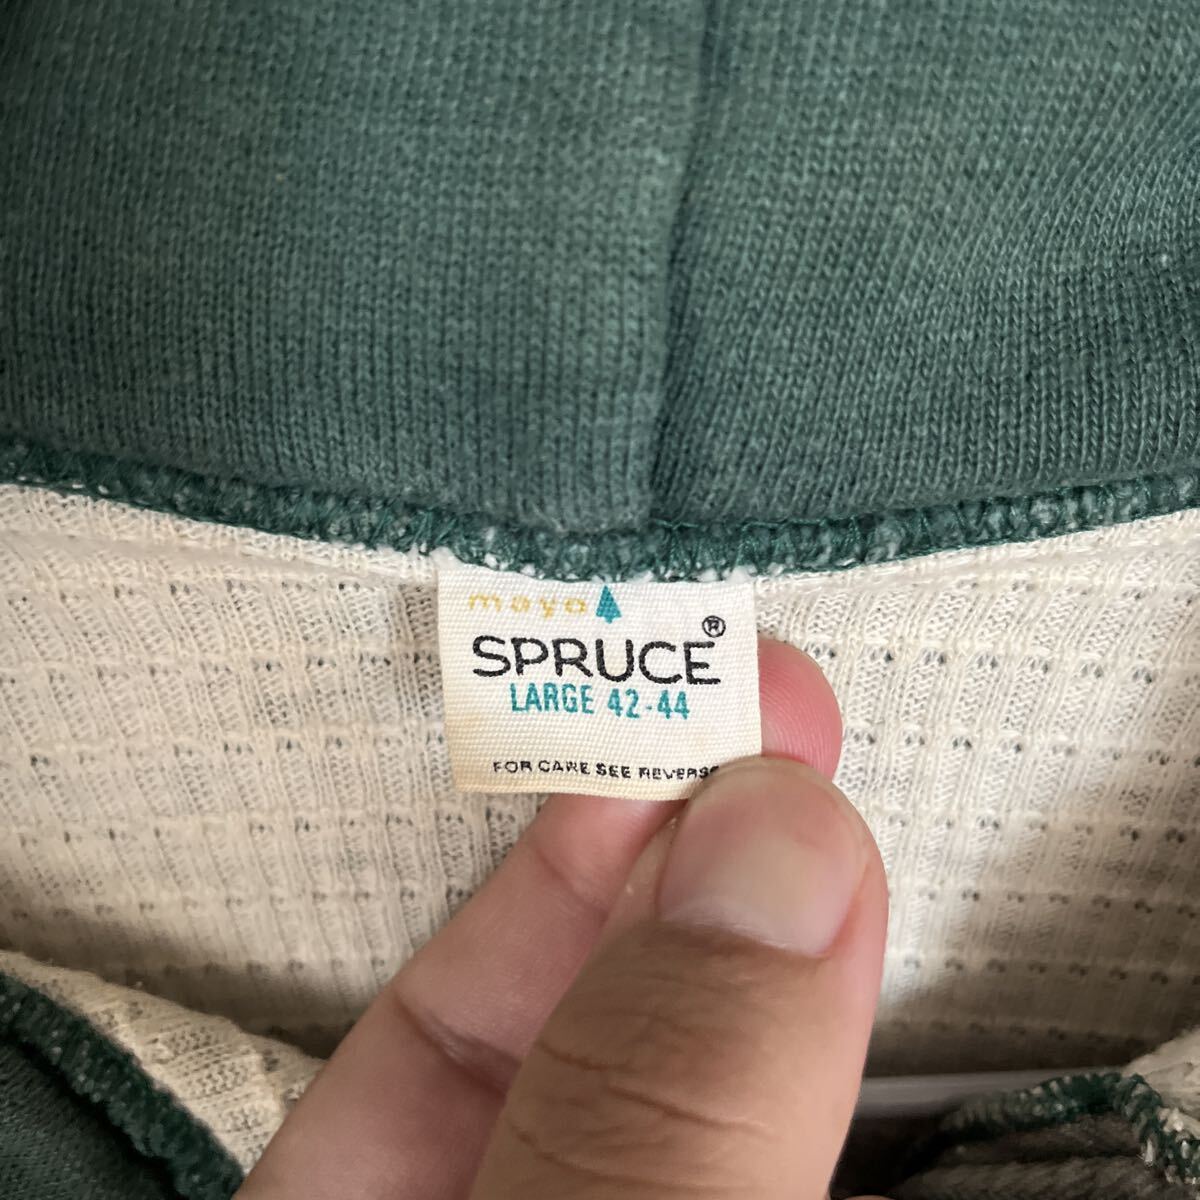 mayo
SPRUCE®
LARGE 42-44
FOR CARE SEE REVERSE